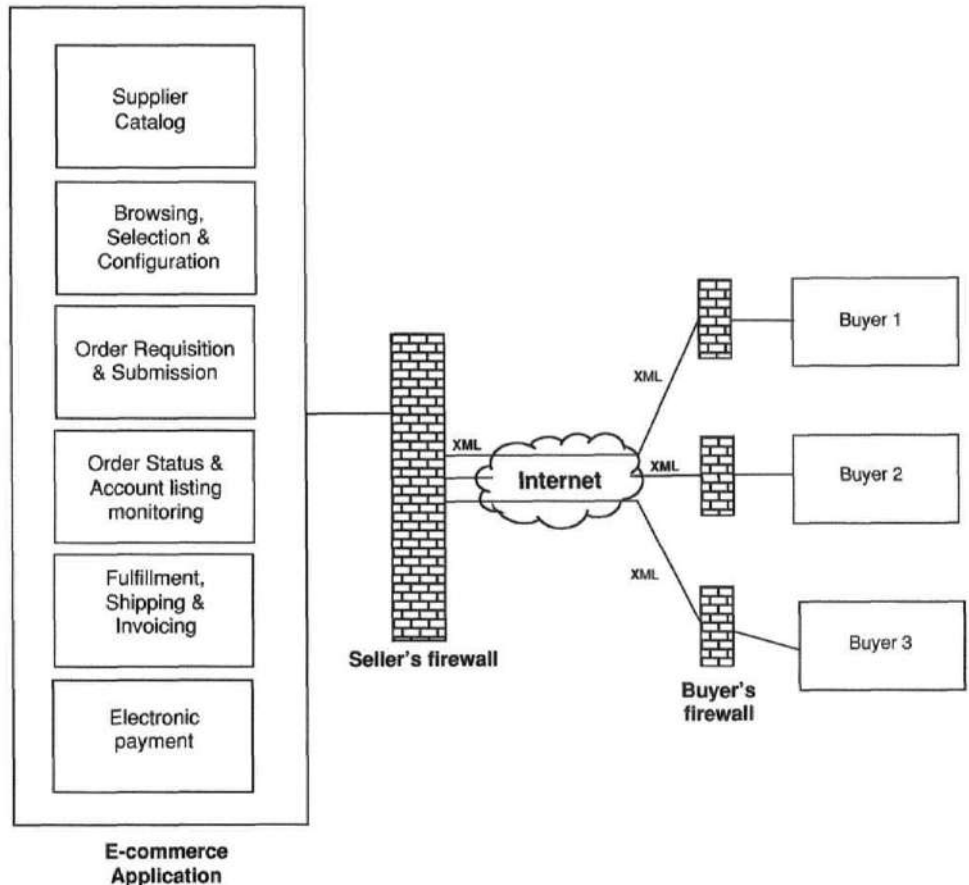 Supplier
Catalog
Browsing,
Selection &
Configuration
Order Requisition
& Submission
Order Status &
Account listing
monitoring
Fulfillment,
Shipping &
Invoicing
Electronic
payment
E-commerce
Application
Seller's firewall
XML
Internet
XML
XML
XML
Buyer's
firewall
Buyer 1
Buyer 2
Buyer 3